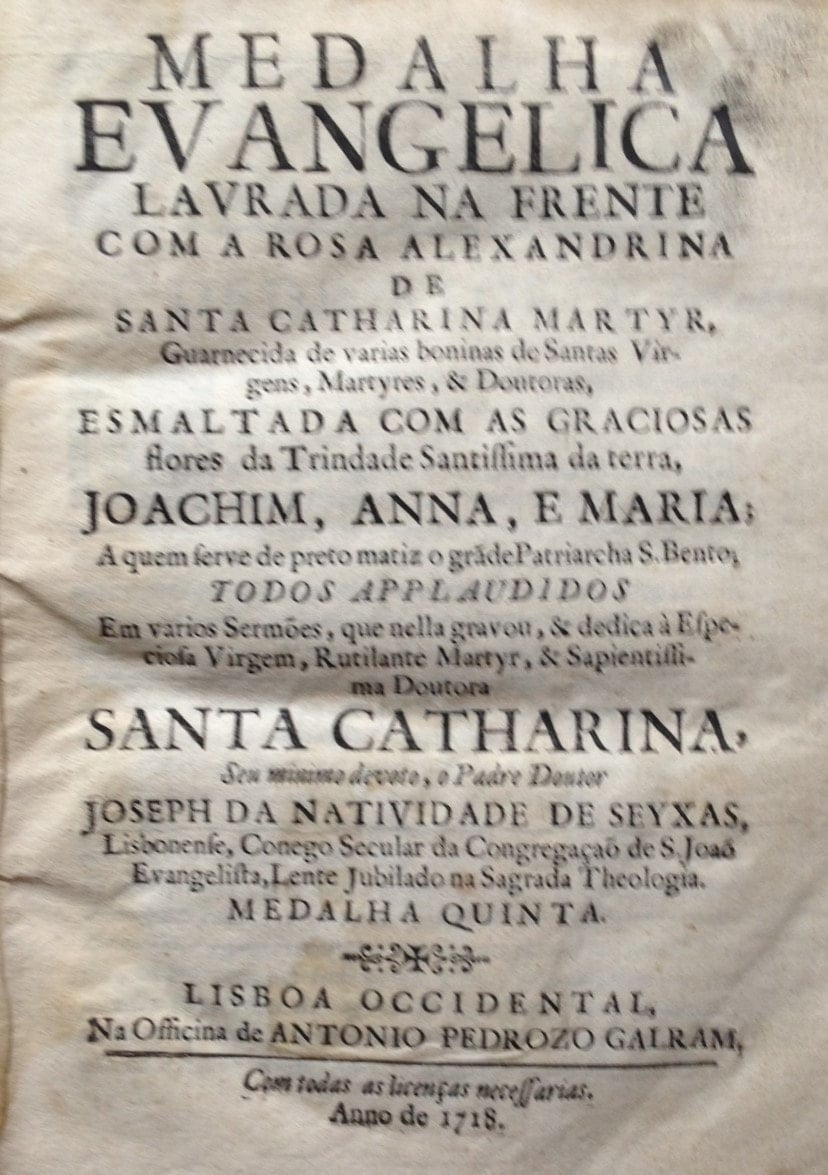 MEDALHA
EVANGELICA
LAVRADA NA FRENTE
COM A ROSA ALEXANDRINA
DE
SANTA CATHARINA MARTYR,
Guarnecida de varias boninas de Santas Vir-
gens, Martyres, & Doutoras,
ESMALTADA COM AS GRACIOSAS
flores da Trindade Santiſſima da terra,
JOACHIM, ANNA, E MARIA;
A quem ſerve de preto matiz o grãde Patriarcha S. Bento;
TODOS APPLAUDIDOS
Em varios Sermões, que nella gravou, & dedica à Eſpe-
cioſa Virgem, Rutilante Martyr, & Sapientiſſi-
ma Doutora
SANTA CATHARINA,
Seu minimo devoto, o Padre Doutor
JOSEPH DA NATIVIDADE DE SEYXAS,
Lisbonenſe, Conego Secular da Congregaçaõ de S. Joaõ
Evangeliſta, Lente Jubilado na Sagrada Theologia.
MEDALHA QUINTA.
LISBOA OCCIDENTAL,
Na Officina de ANTONIO PEDROZO GALRAM,
Com todas as licenças neceſſarias.
Anno de 1718.